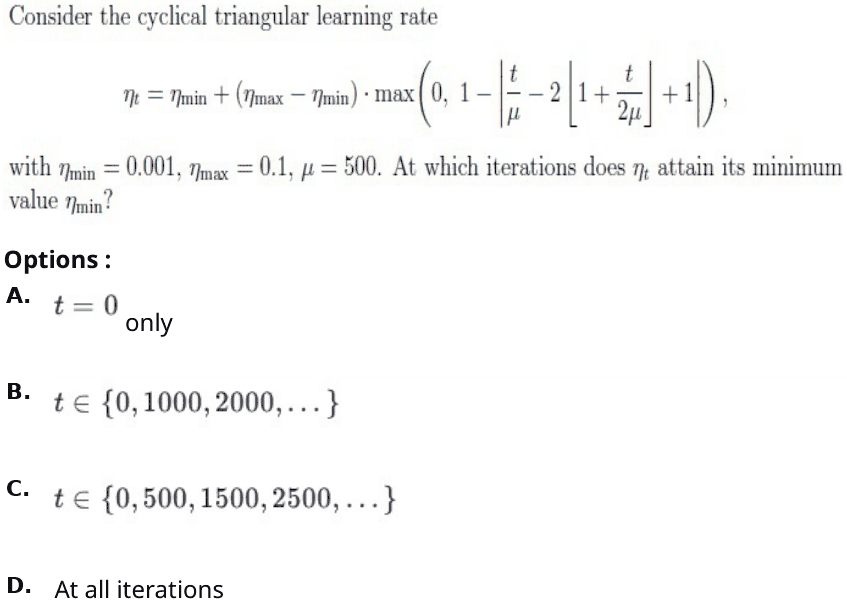 Consider the cyclical triangular learning rate
η_t = η_min + (η_max − η_min) · max(0, 1 − |t/μ − 2⌊1 + t/2μ⌋ + 1|),
with η_min = 0.001, η_max = 0.1, μ = 500. At which iterations does η_t attain its minimum
value η_min?
Options :
A. t = 0 only
B. t ∈ {0, 1000, 2000, . . . }
C. t ∈ {0, 500, 1500, 2500, . . . }
D. At all iterations